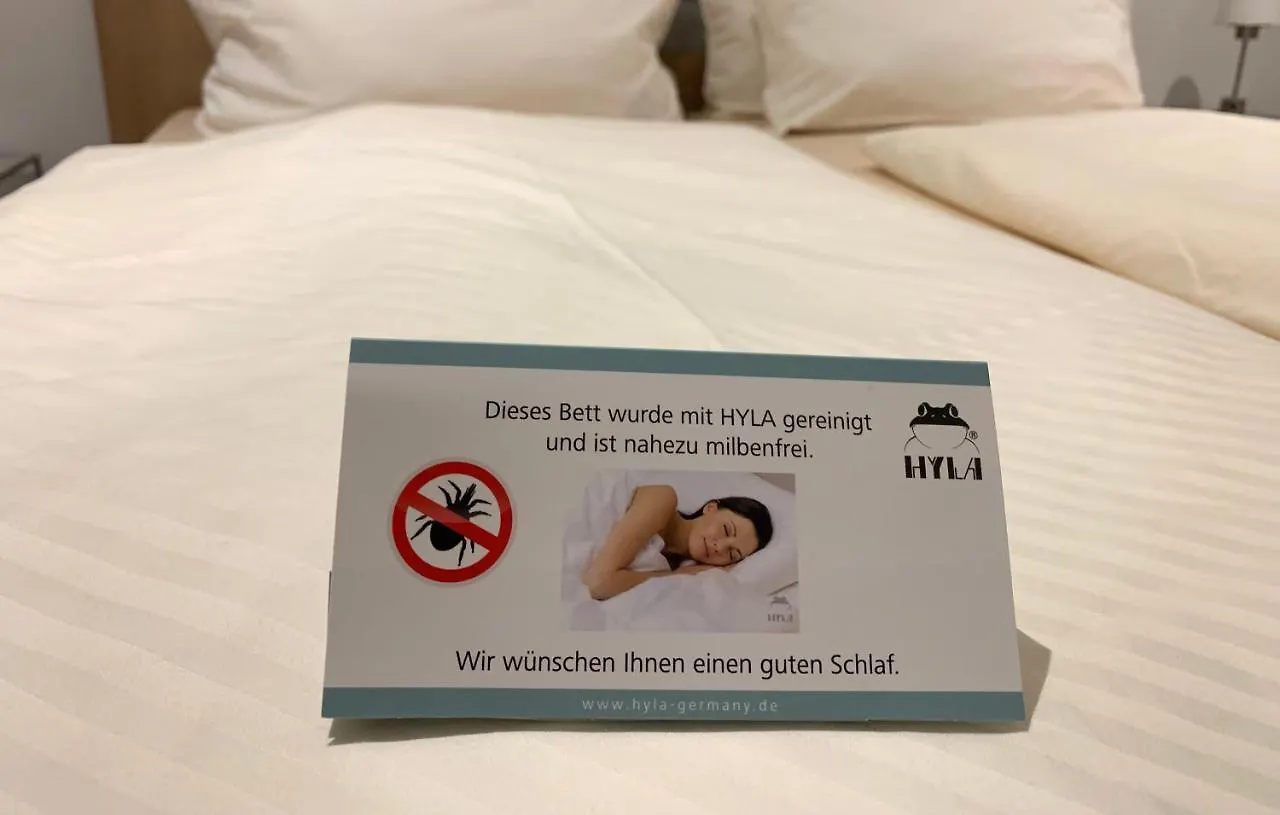 Dieses Bett wurde mit HYLA gereinigt
und ist nahezu milbenfrei.
®
HYLA
HYLA
Wir wünschen Ihnen einen guten Schlaf.
www.hyla-germany.de